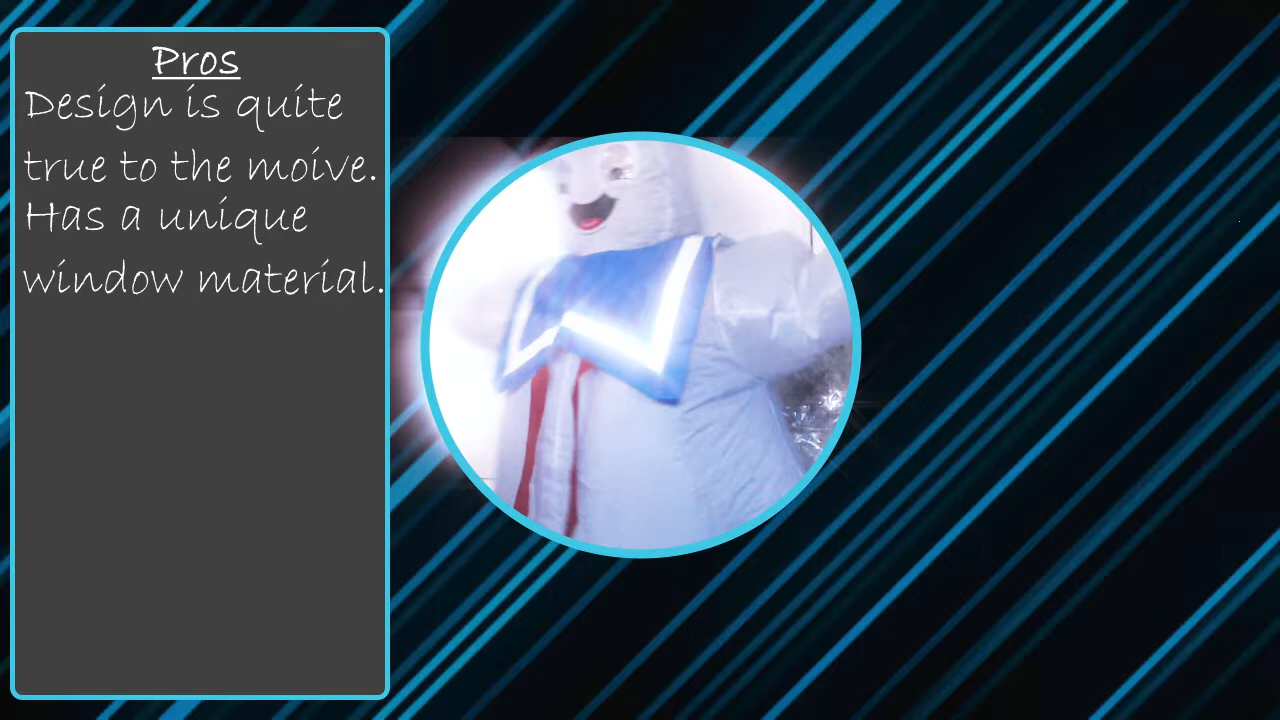 Pros
Design is quite
true to the moive.
Has a unique
window material.